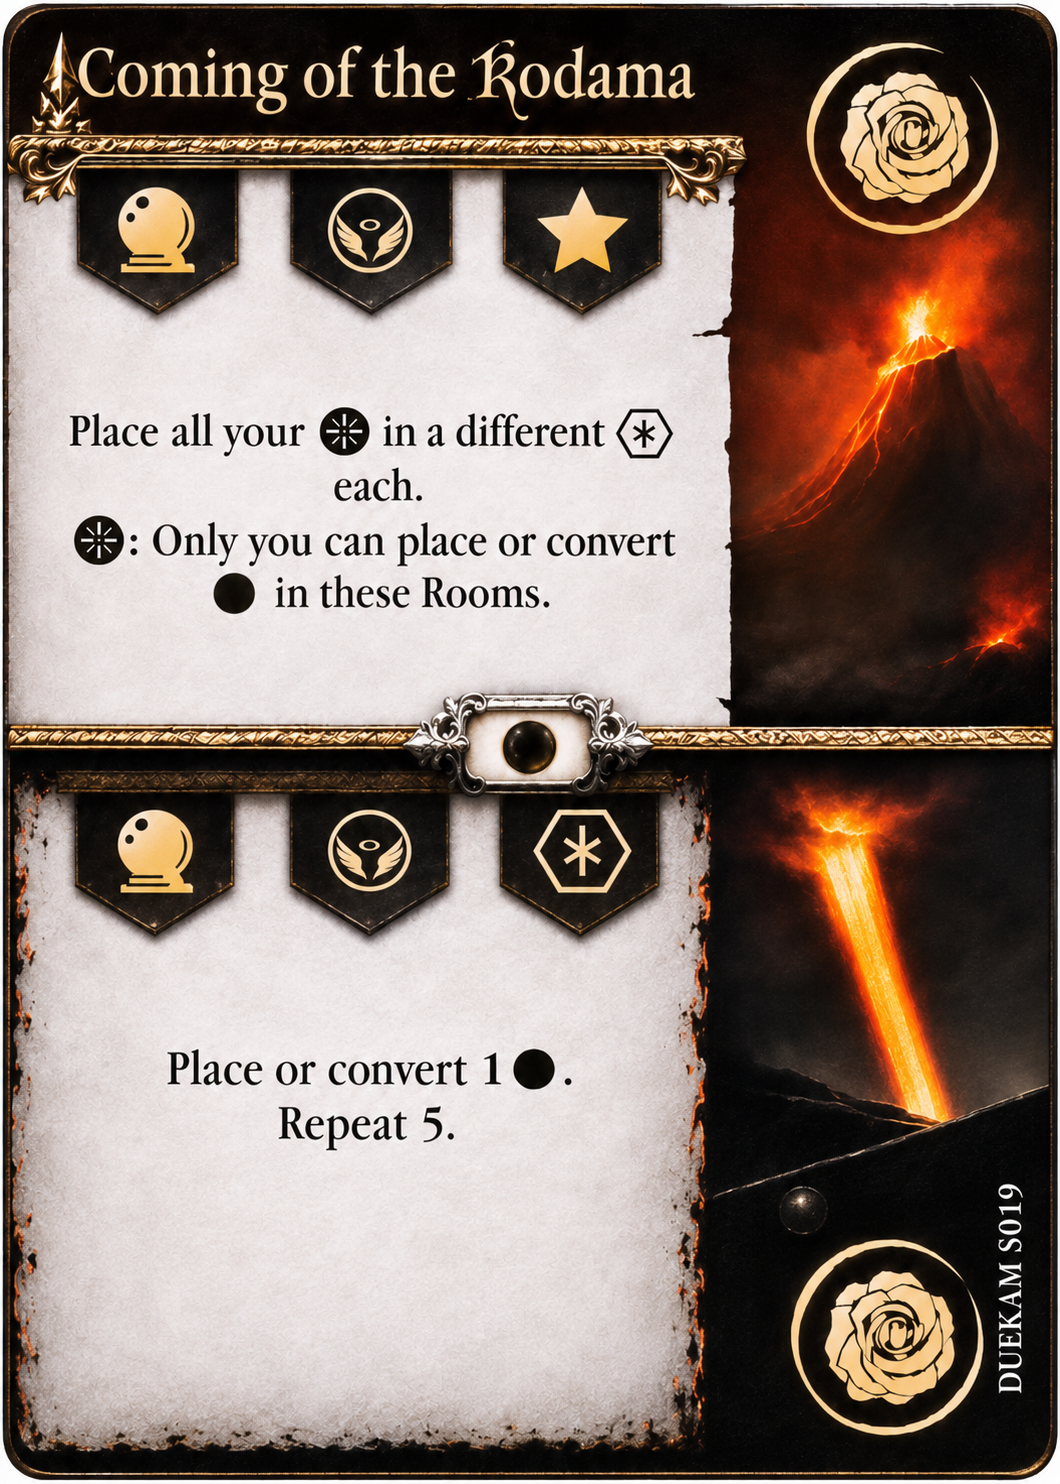 Coming of the Kodama
Place all your in a different
each.
: Only you can place or convert
in these Rooms.
Place or convert 1 .
Repeat 5.
DUEKAM S019